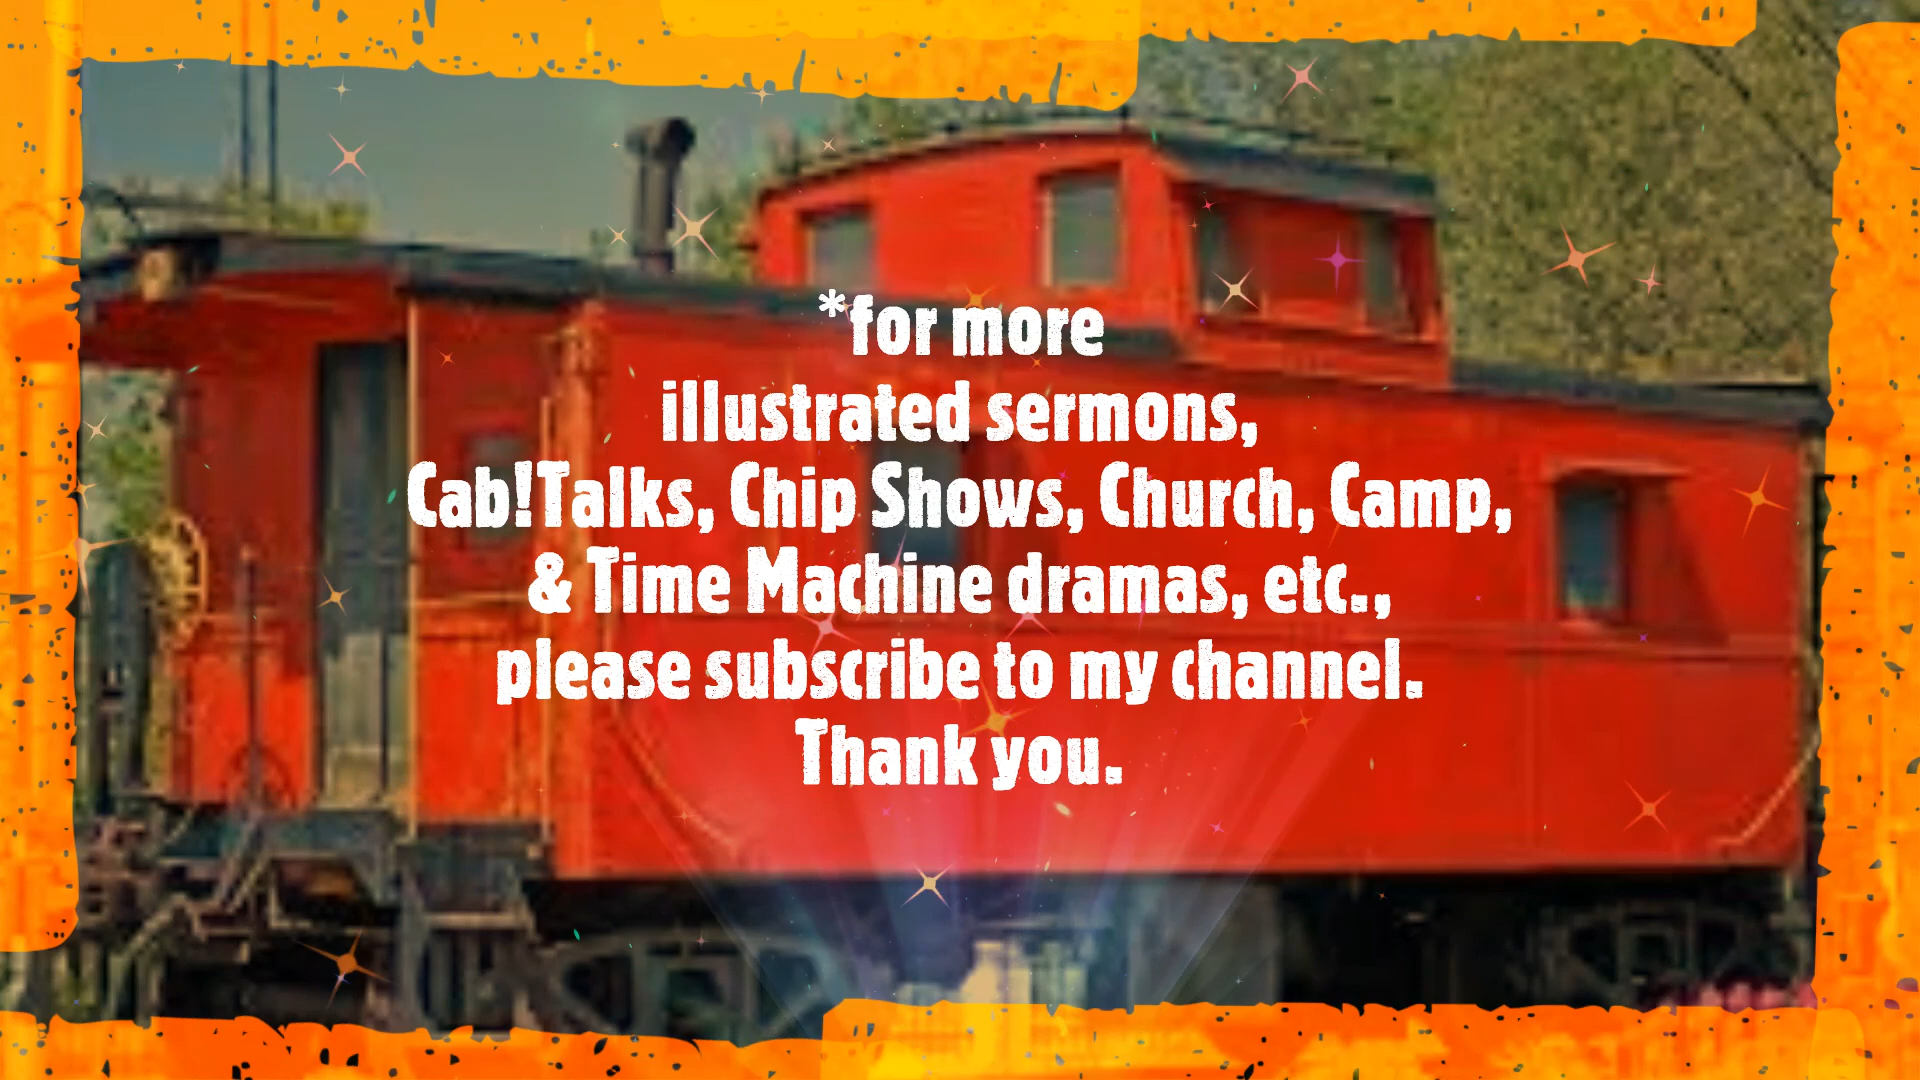 *for more
illustrated sermons,
Cab!Talks, Chip Shows, Church, Camp,
& Time Machine dramas, etc.,
please subscribe to my channel.
Thank you.